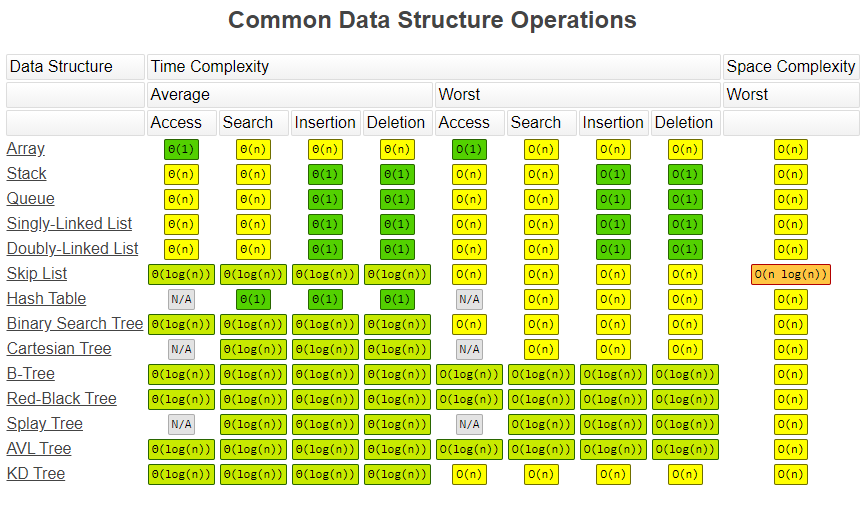 Common Data Structure Operations
Data Structure Time Complexity Space Complexity
Average Worst Worst
Access Search Insertion Deletion Access Search Insertion Deletion
Array Θ(1) Θ(n) Θ(n) Θ(n) O(1) O(n) O(n) O(n) O(n)
Stack Θ(n) Θ(n) Θ(1) Θ(1) O(n) O(n) O(1) O(1) O(n)
Queue Θ(n) Θ(n) Θ(1) Θ(1) O(n) O(n) O(1) O(1) O(n)
Singly-Linked List Θ(n) Θ(n) Θ(1) Θ(1) O(n) O(n) O(1) O(1) O(n)
Doubly-Linked List Θ(n) Θ(n) Θ(1) Θ(1) O(n) O(n) O(1) O(1) O(n)
Skip List Θ(log(n)) Θ(log(n)) Θ(log(n)) Θ(log(n)) O(n) O(n) O(n) O(n) O(n log(n))
Hash Table N/A Θ(1) Θ(1) Θ(1) N/A O(n) O(n) O(n) O(n)
Binary Search Tree Θ(log(n)) Θ(log(n)) Θ(log(n)) Θ(log(n)) O(n) O(n) O(n) O(n) O(n)
Cartesian Tree N/A Θ(log(n)) Θ(log(n)) Θ(log(n)) N/A O(n) O(n) O(n) O(n)
B-Tree Θ(log(n)) Θ(log(n)) Θ(log(n)) Θ(log(n)) O(log(n)) O(log(n)) O(log(n)) O(log(n)) O(n)
Red-Black Tree Θ(log(n)) Θ(log(n)) Θ(log(n)) Θ(log(n)) O(log(n)) O(log(n)) O(log(n)) O(log(n)) O(n)
Splay Tree N/A Θ(log(n)) Θ(log(n)) Θ(log(n)) N/A O(log(n)) O(log(n)) O(log(n)) O(n)
AVL Tree Θ(log(n)) Θ(log(n)) Θ(log(n)) Θ(log(n)) O(log(n)) O(log(n)) O(log(n)) O(log(n)) O(n)
KD Tree Θ(log(n)) Θ(log(n)) Θ(log(n)) Θ(log(n)) O(n) O(n) O(n) O(n) O(n)